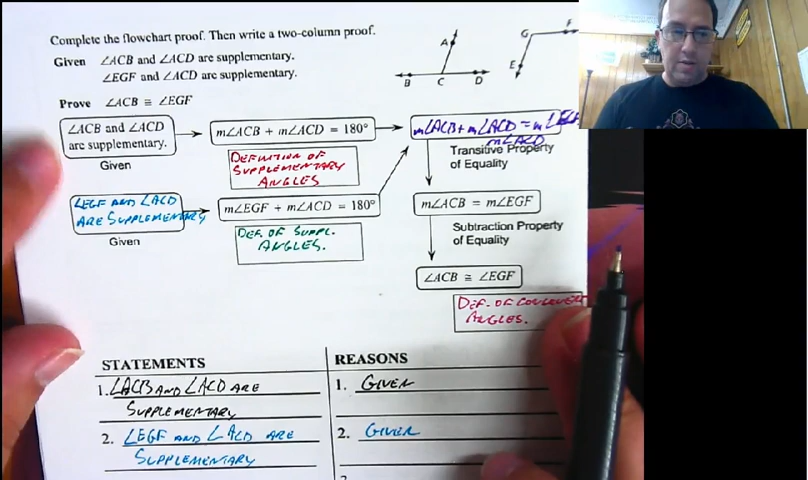 Complete the flowchart proof. Then write a two-column proof.
Given ∠ACB and ∠ACD are supplementary.
∠EGF and ∠ACD are supplementary.
Prove ∠ACB ≅ ∠EGF
A
B C D
G F
E
∠ACB and ∠ACD
are supplementary.
Given
m∠ACB + m∠ACD = 180°
DEFINITION OF
SUPPLEMENTARY
ANGLES
m∠ACB + m∠ACD = m∠EGF
m∠ACD
Transitive Property
of Equality
∠EGF AND ∠ACD
ARE SUPPLEMENTARY
Given
m∠EGF + m∠ACD = 180°
DEF. OF SUPPL.
ANGLES.
m∠ACB = m∠EGF
Subtraction Property
of Equality
∠ACB ≅ ∠EGF
DEF. OF CONGRUENT
ANGLES.
STATEMENTS
1. ∠ACB AND ∠ACD ARE
SUPPLEMENTARY
2. ∠EGF AND ∠ACD ARE
SUPPLEMENTARY
REASONS
1. GIVEN
2. GIVEN